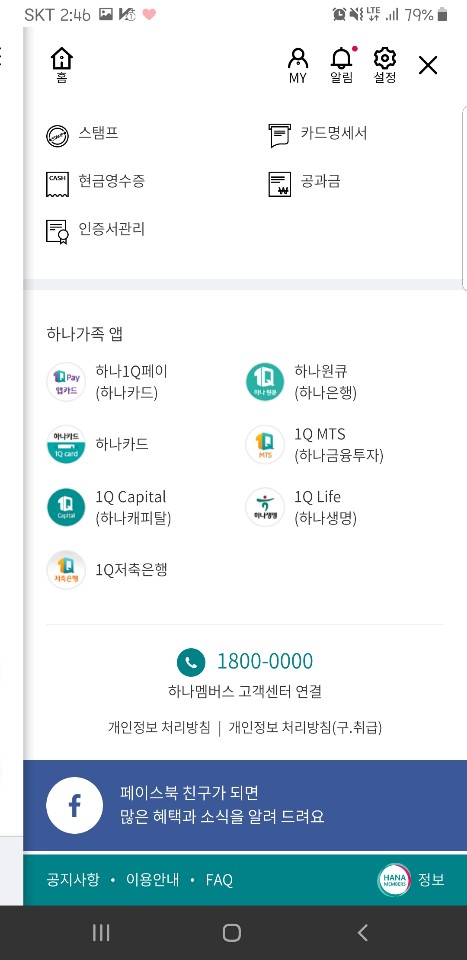 SKT 2:46
LTE
79%
홈
MY
알림
설정
스탬프
카드명세서
CASH
현금영수증
공과금
인증서관리
하나가족 앱
1Q Pay
앱카드
하나1Q페이
(하나카드)
1Q
하나원큐
하나원큐
(하나은행)
하나카드
1Q card
하나카드
1Q
MTS
1Q MTS
(하나금융투자)
1Q
Capital
1Q Capital
(하나캐피탈)
하나생명
1Q Life
(하나생명)
1Q
저축은행
1Q저축은행
1800-0000
하나멤버스 고객센터 연결
개인정보 처리방침 | 개인정보 처리방침(구.취급)
f
페이스북 친구가 되면
많은 혜택과 소식을 알려 드려요
공지사항 • 이용안내 • FAQ
HANA
MEMBERS
정보